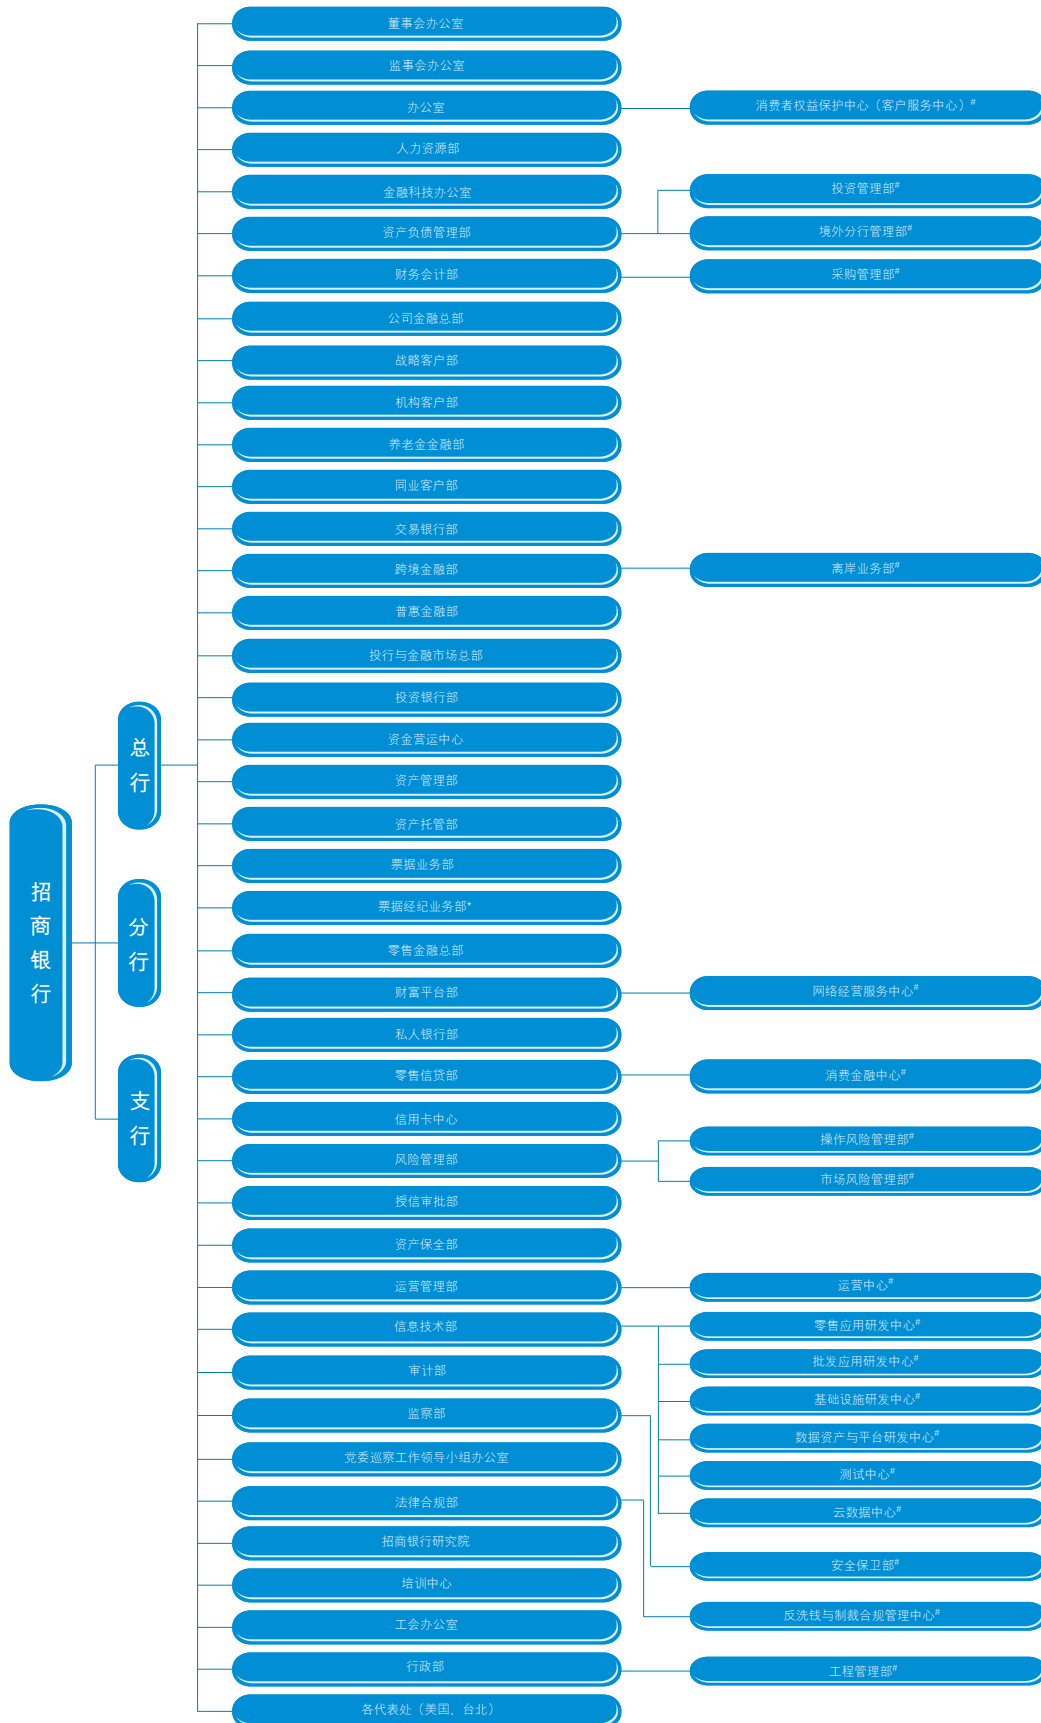 招商银行
总行
分行
支行
董事会办公室
监事会办公室
办公室
消费者权益保护中心（客户服务中心）#
人力资源部
金融科技办公室
投资管理部#
资产负债管理部
境外分行管理部#
财务会计部
采购管理部#
公司金融总部
战略客户部
机构客户部
养老金金融部
同业客户部
交易银行部
跨境金融部
离岸业务部#
普惠金融部
投行与金融市场总部
投资银行部
资金营运中心
资产管理部
资产托管部
票据业务部
票据经纪业务部*
零售金融总部
财富平台部
网络经营服务中心#
私人银行部
零售信贷部
消费金融中心#
信用卡中心
风险管理部
操作风险管理部#
市场风险管理部#
授信审批部
资产保全部
运营管理部
运营中心#
信息技术部
零售应用研发中心#
批发应用研发中心#
基础设施研发中心#
数据资产与平台研发中心#
测试中心#
云数据中心#
审计部
监察部
安全保卫部#
党委巡察工作领导小组办公室
法律合规部
反洗钱与制裁合规管理中心#
招商银行研究院
培训中心
工会办公室
行政部
工程管理部#
各代表处（美国、台北）